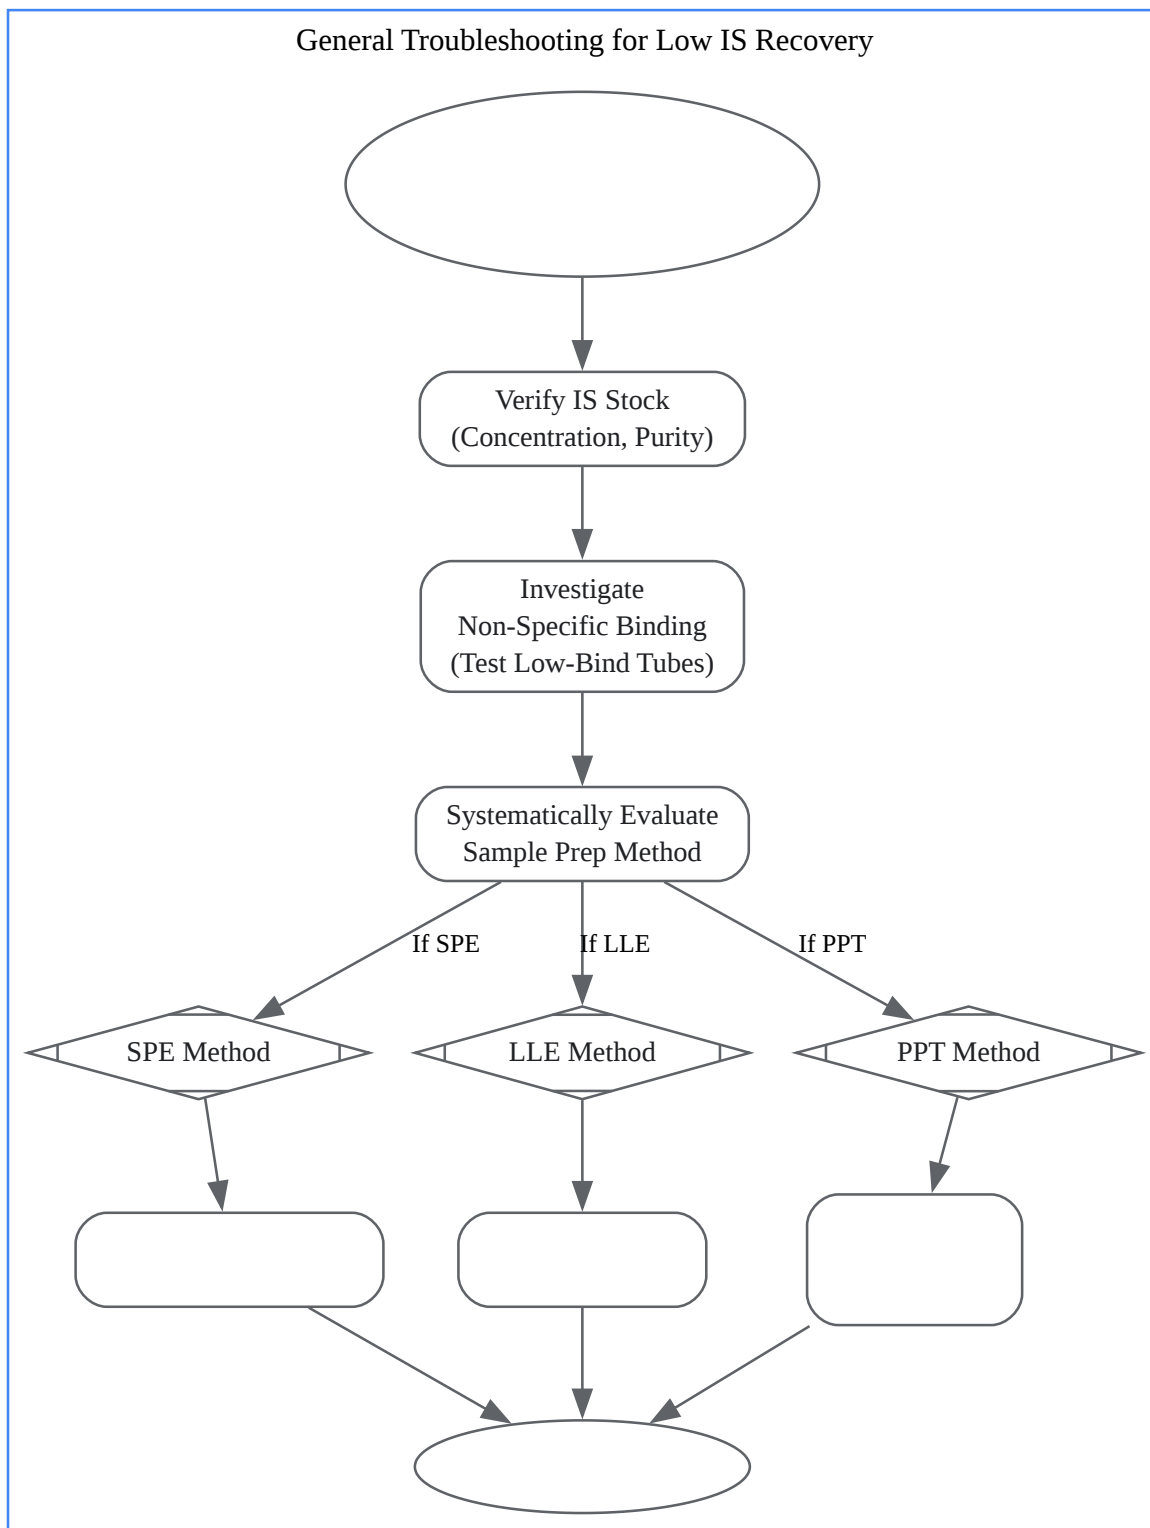 General Troubleshooting for Low IS Recovery
Verify IS Stock
(Concentration, Purity)
Investigate
Non-Specific Binding
(Test Low-Bind Tubes)
Systematically Evaluate
Sample Prep Method
If SPE
If LLE
If PPT
SPE Method
LLE Method
PPT Method